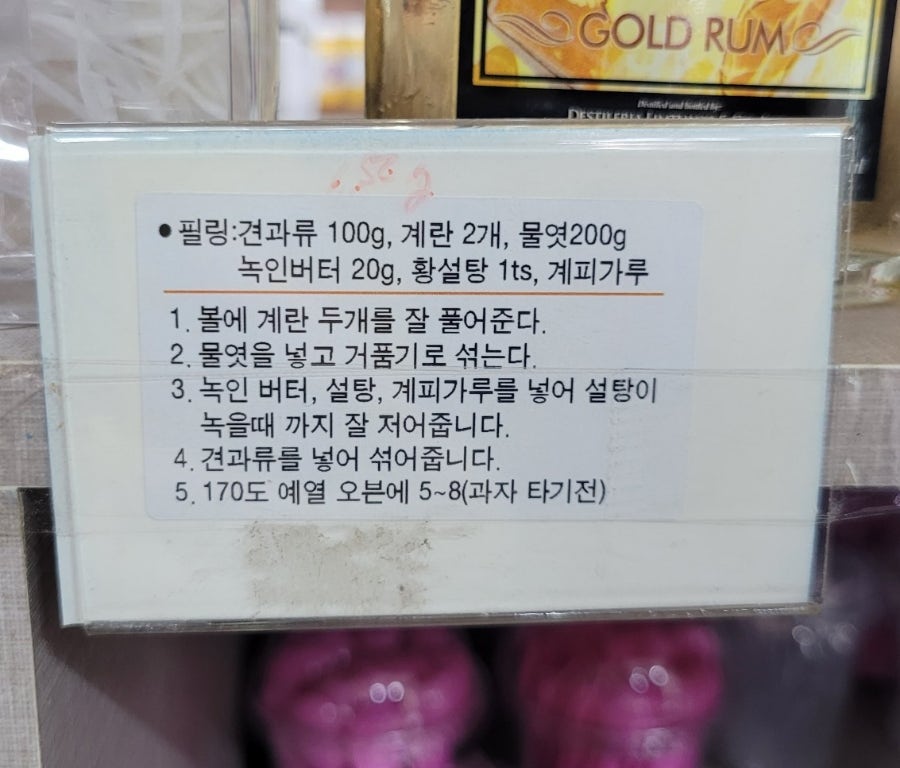 GOLD RUM
Distilled and bottled by
• 필링:견과류 100g, 계란 2개, 물엿200g
녹인버터 20g, 황설탕 1ts, 계피가루
1. 볼에 계란 두개를 잘 풀어준다.
2. 물엿을 넣고 거품기로 섞는다.
3. 녹인 버터, 설탕, 계피가루를 넣어 설탕이
녹을때 까지 잘 저어줍니다.
4. 견과류를 넣어 섞어줍니다.
5. 170도 예열 오븐에 5~8(과자 타기전)